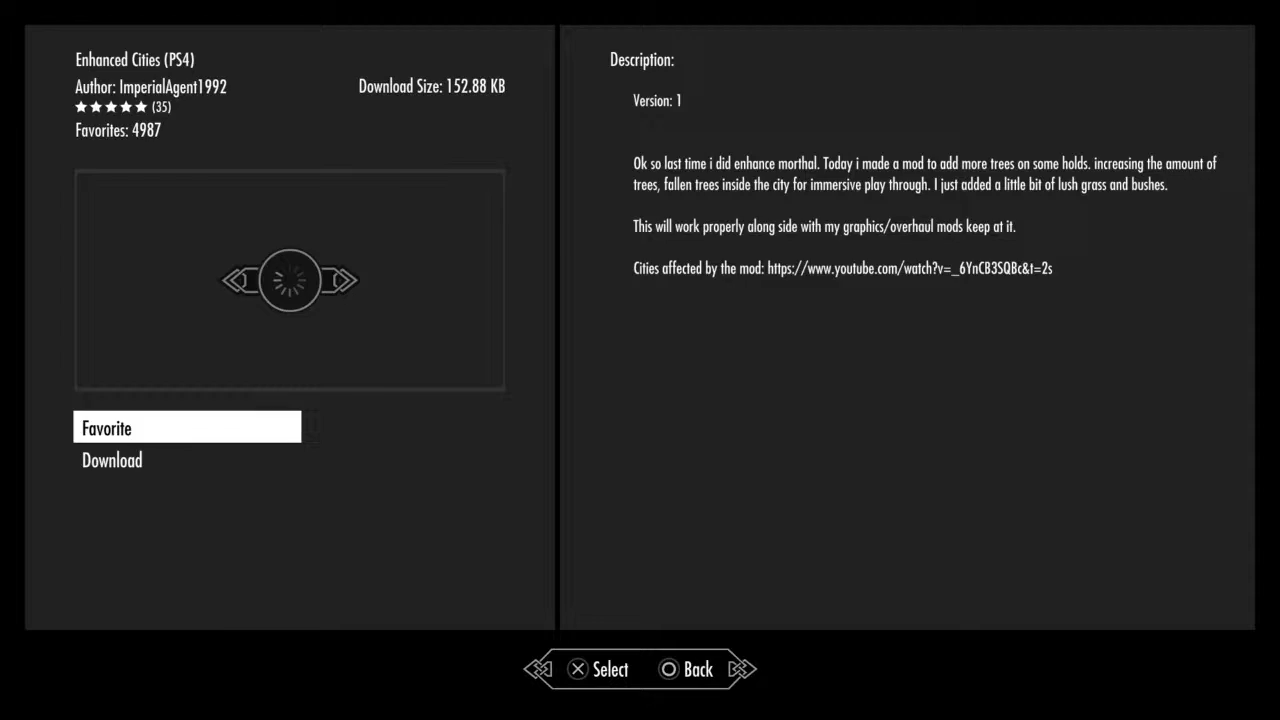 Enhanced Cities (PS4)
Author: ImperialAgent1992
Download Size: 152.88 KB
(35)
Favorites: 4987
Favorite
Download
Description:
Version: 1
Ok so last time i did enhance morthal. Today i made a mod to add more trees on some holds. increasing the amount of
trees, fallen trees inside the city for immersive play through. I just added a little bit of lush grass and bushes.
This will work properly along side with my graphics/overhaul mods keep at it.
Cities affected by the mod: https://www.youtube.com/watch?v=_6YnCB3SQBc&t=2s
Select
Back